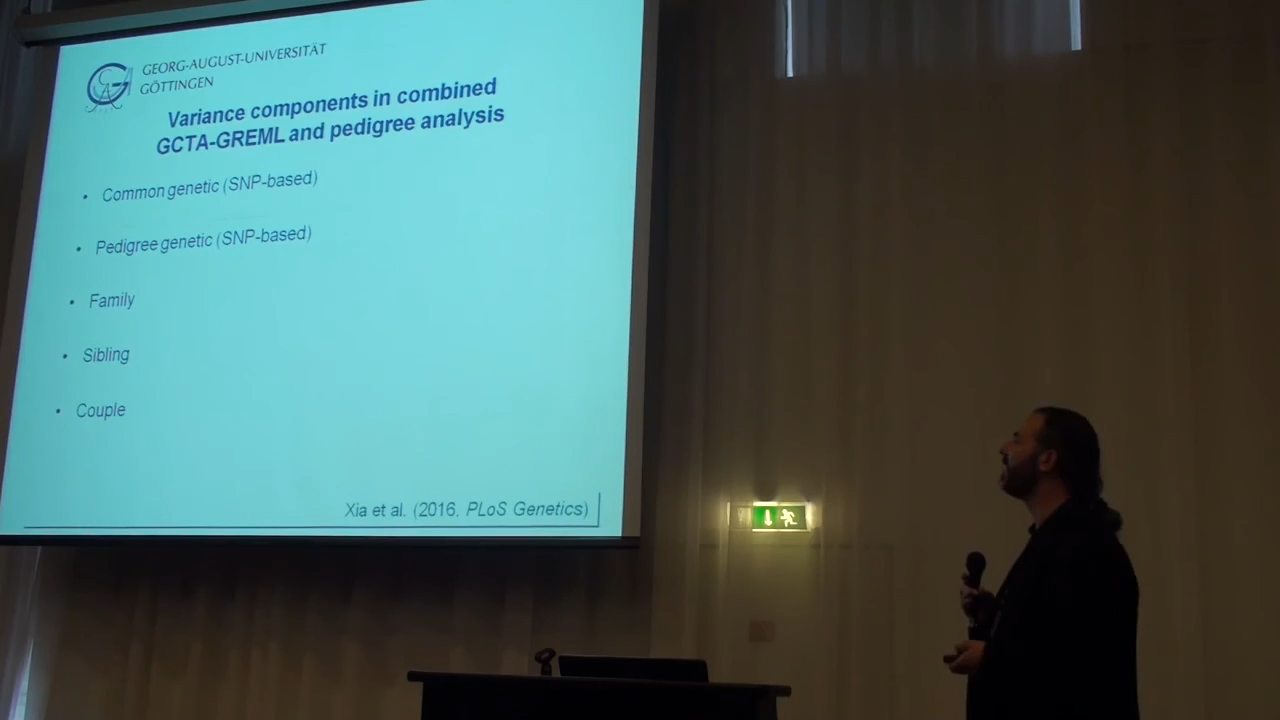 GEORG-AUGUST-UNIVERSITÄT
GÖTTINGEN
Variance components in combined
GCTA-GREML and pedigree analysis
• Common genetic (SNP-based)
• Pedigree genetic (SNP-based)
• Family
• Sibling
• Couple
Xia et al. (2016, PLoS Genetics)